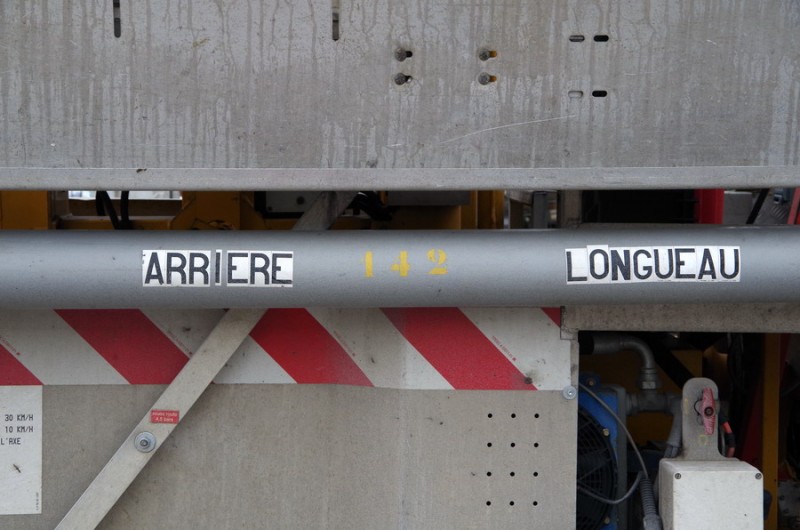 ARRIERE 142 LONGUEAU
30 KM/H
10 KM/H
L'AXE